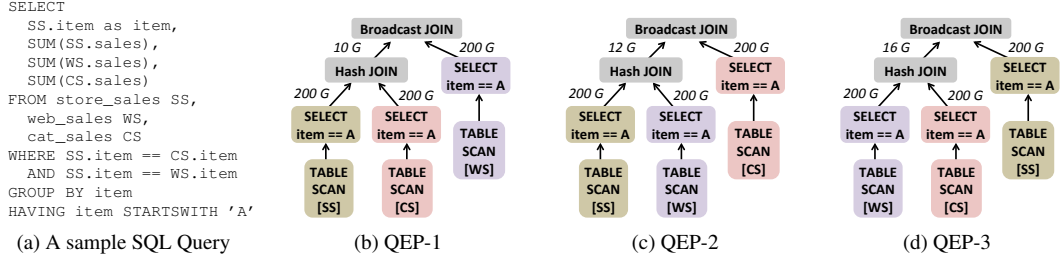 SELECT
SS.item as item,
SUM(SS.sales),
SUM(WS.sales),
SUM(CS.sales)
FROM store_sales SS,
web_sales WS,
cat_sales CS
WHERE SS.item == CS.item
AND SS.item == WS.item
GROUP BY item
HAVING item STARTSWITH 'A'
(a) A sample SQL Query
Broadcast JOIN
10 G
200 G
Hash JOIN
SELECT
item == A
200 G
200 G
SELECT
item == A
SELECT
item == A
TABLE
SCAN
[WS]
TABLE
SCAN
[SS]
TABLE
SCAN
[CS]
(b) QEP-1
Broadcast JOIN
12 G
200 G
Hash JOIN
SELECT
item == A
200 G
200 G
SELECT
item == A
SELECT
item == A
TABLE
SCAN
[CS]
TABLE
SCAN
[SS]
TABLE
SCAN
[WS]
(c) QEP-2
Broadcast JOIN
16 G
200 G
Hash JOIN
SELECT
item == A
200 G
200 G
SELECT
item == A
SELECT
item == A
TABLE
SCAN
[SS]
TABLE
SCAN
[WS]
TABLE
SCAN
[CS]
(d) QEP-3